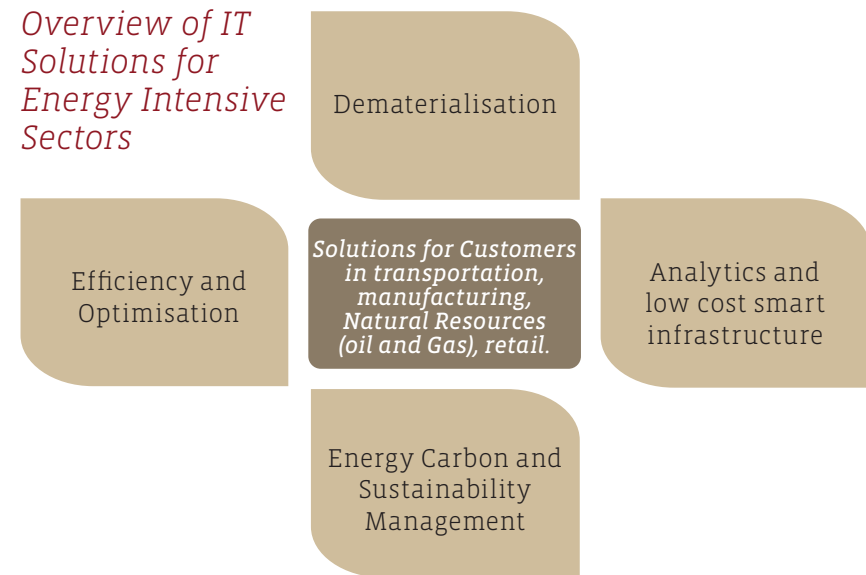 Overview of IT
Solutions for
Energy Intensive
Sectors
Dematerialisation
Efficiency and
Optimisation
Solutions for Customers
in transportation,
manufacturing,
Natural Resources
(oil and Gas), retail.
Analytics and
low cost smart
infrastructure
Energy Carbon and
Sustainability
Management